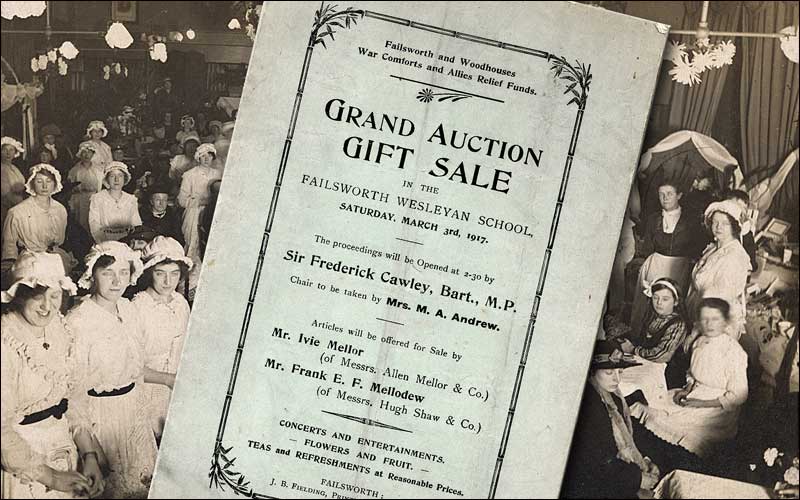 Failsworth and Woodhouses
War Comforts and Allies Relief Funds.
GRAND AUCTION
GIFT SALE
IN THE
FAILSWORTH WESLEYAN SCHOOL,
SATURDAY, MARCH 3rd, 1917.
The proceedings will be Opened at 2-30 by
Sir Frederick Cawley, Bart., M.P.
Chair to be taken by Mrs. M. A. Andrew.
Articles will be offered for Sale by
Mr. Ivie Mellor
(of Messrs. Allen Mellor & Co.)
Mr. Frank E. F. Mellodew
(of Messrs. Hugh Shaw & Co.)
CONCERTS AND ENTERTAINMENTS.
— FLOWERS AND FRUIT. —
TEAS and REFRESHMENTS at Reasonable Prices.
FAILSWORTH:
J. B. FIELDING,